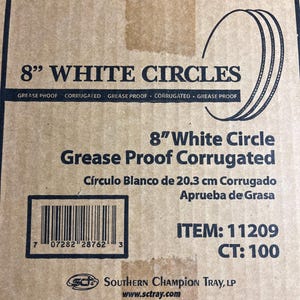 8” WHITE CIRCLES
GREASE PROOF · CORRUGATED · GREASE PROOF · CORRUGATED · GREASE PROOF
8” White Circle
Grease Proof Corrugated
Círculo Blanco de 20.3 cm Corrugado
Aprueba de Grasa
ITEM: 11209
CT: 100
7 07262 28762 3
sct SOUTHERN CHAMPION TRAY, LP
www.sctray.com